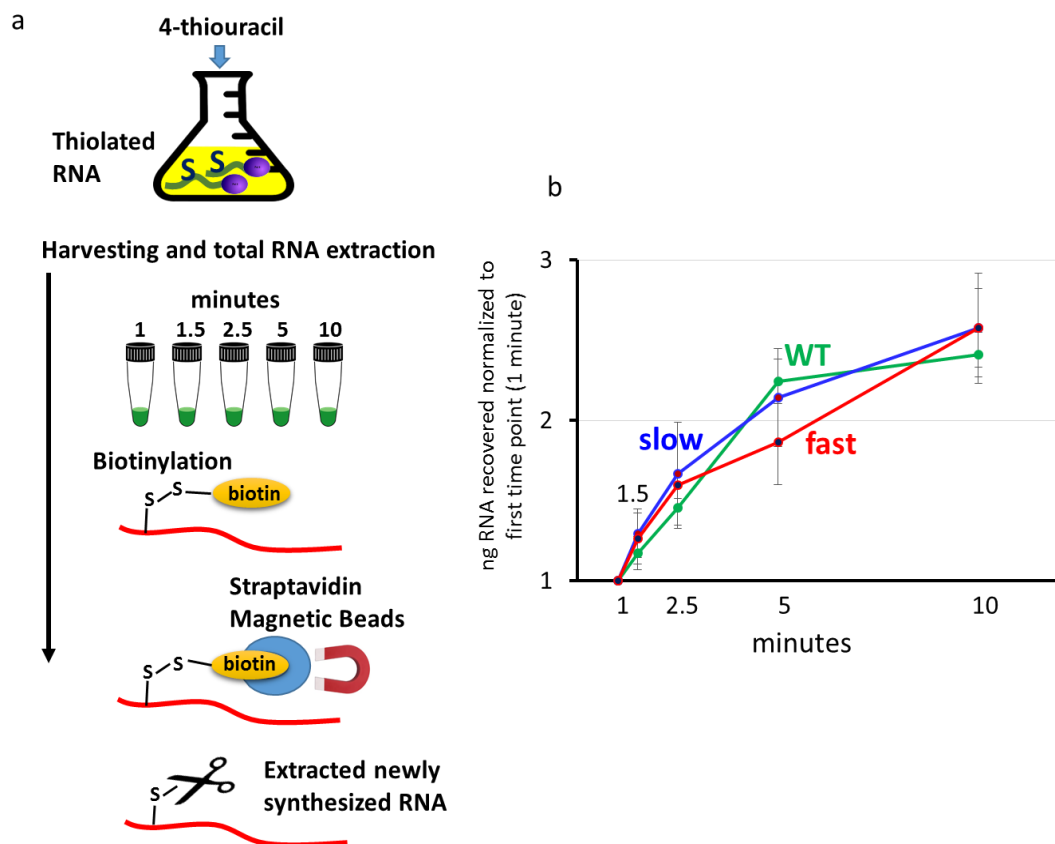 a
4-thiouracil
Thiolated
RNA
S S
Harvesting and total RNA extraction
minutes
1 1.5 2.5 5 10
Biotinylation
S S biotin
Straptavidin
Magnetic Beads
S S biotin
S
Extracted newly
synthesized RNA
b
ng RNA recovered normalized to
first time point (1 minute)
3
2
1
WT
slow
fast
1.5
1 2.5 5 10
minutes